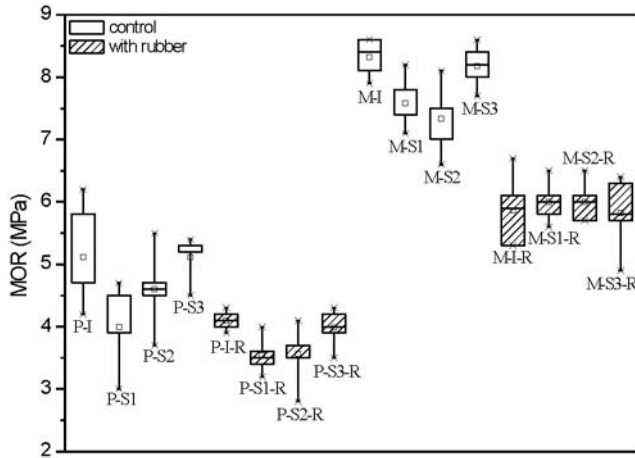 control
with rubber
MOR (MPa)
9
8
7
6
5
4
3
2
M-I
M-S1
M-S2
M-S3
M-S2-R
M-I-R
M-S1-R
M-S3-R
P-I
P-S1
P-S2
P-S3
P-I-R
P-S1-R
P-S2-R
P-S3-R